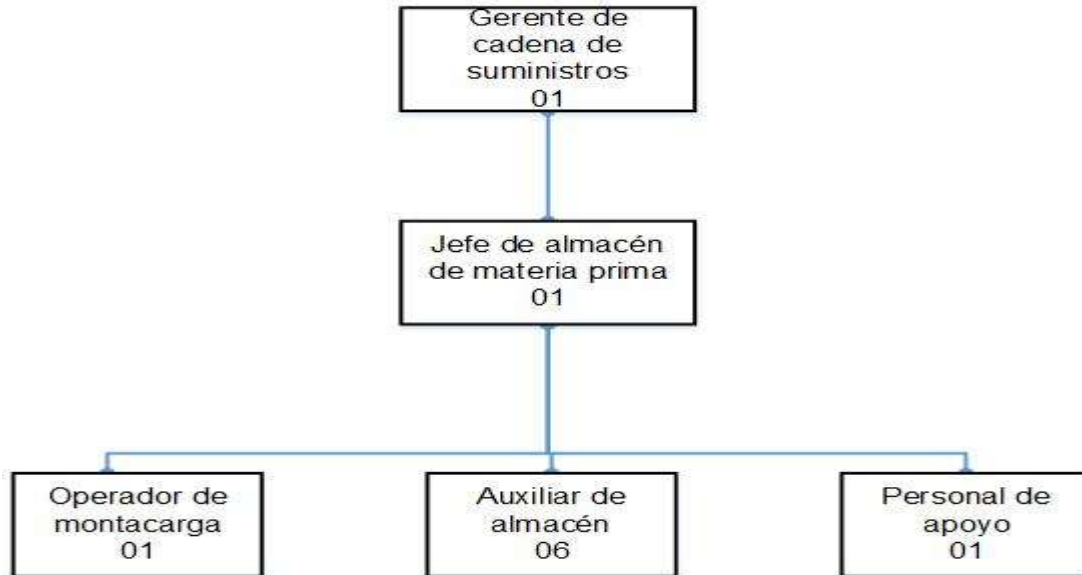 Gerente de
cadena de
suministros
01
Jefe de almacén
de materia prima
01
Operador de
montacarga
01
Auxiliar de
almacén
06
Personal de
apoyo
01